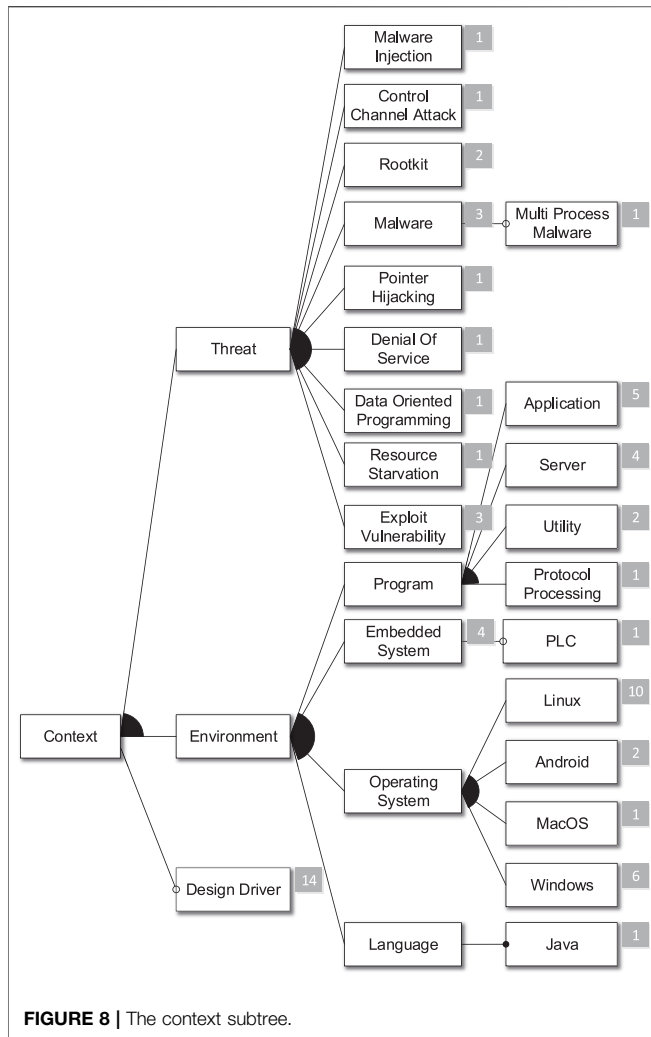 Malware
Injection
1
Control
Channel Attack
1
Rootkit
2
Malware
3
Multi Process
Malware
1
Pointer
Hijacking
1
Threat
Denial Of
Service
1
Data Oriented
Programming
1
Application
5
Resource
Starvation
1
Server
4
Exploit
Vulnerability
3
Utility
2
Program
Protocol
Processing
1
Embedded
System
4
PLC
1
Linux
10
Context
Environment
Android
2
Operating
System
MacOS
1
Design Driver
14
Windows
6
Language
Java
1
FIGURE 8 | The context subtree.